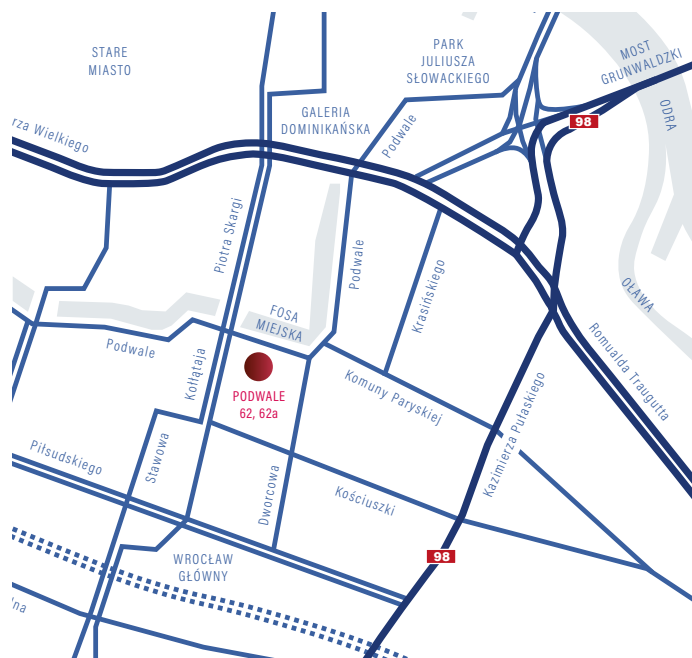 STARE
MIASTO
PARK
JULIUSZA
SŁOWACKIEGO
MOST
GRUNWALDZKI
ODRA
98
GALERIA
DOMINIKAŃSKA
Podwale
rza Wielkiego
Piotra Skargi
Podwale
Krasińskiego
OŁAWA
FOSA
MIEJSKA
Romualda Traugutta
Podwale
Kołłątaja
PODWALE
62, 62a
Komuny Paryskiej
Kazimierza Pułaskiego
Piłsudskiego
Stawowa
Dworcowa
Kościuszki
98
WROCŁAW
GŁÓWNY
lna